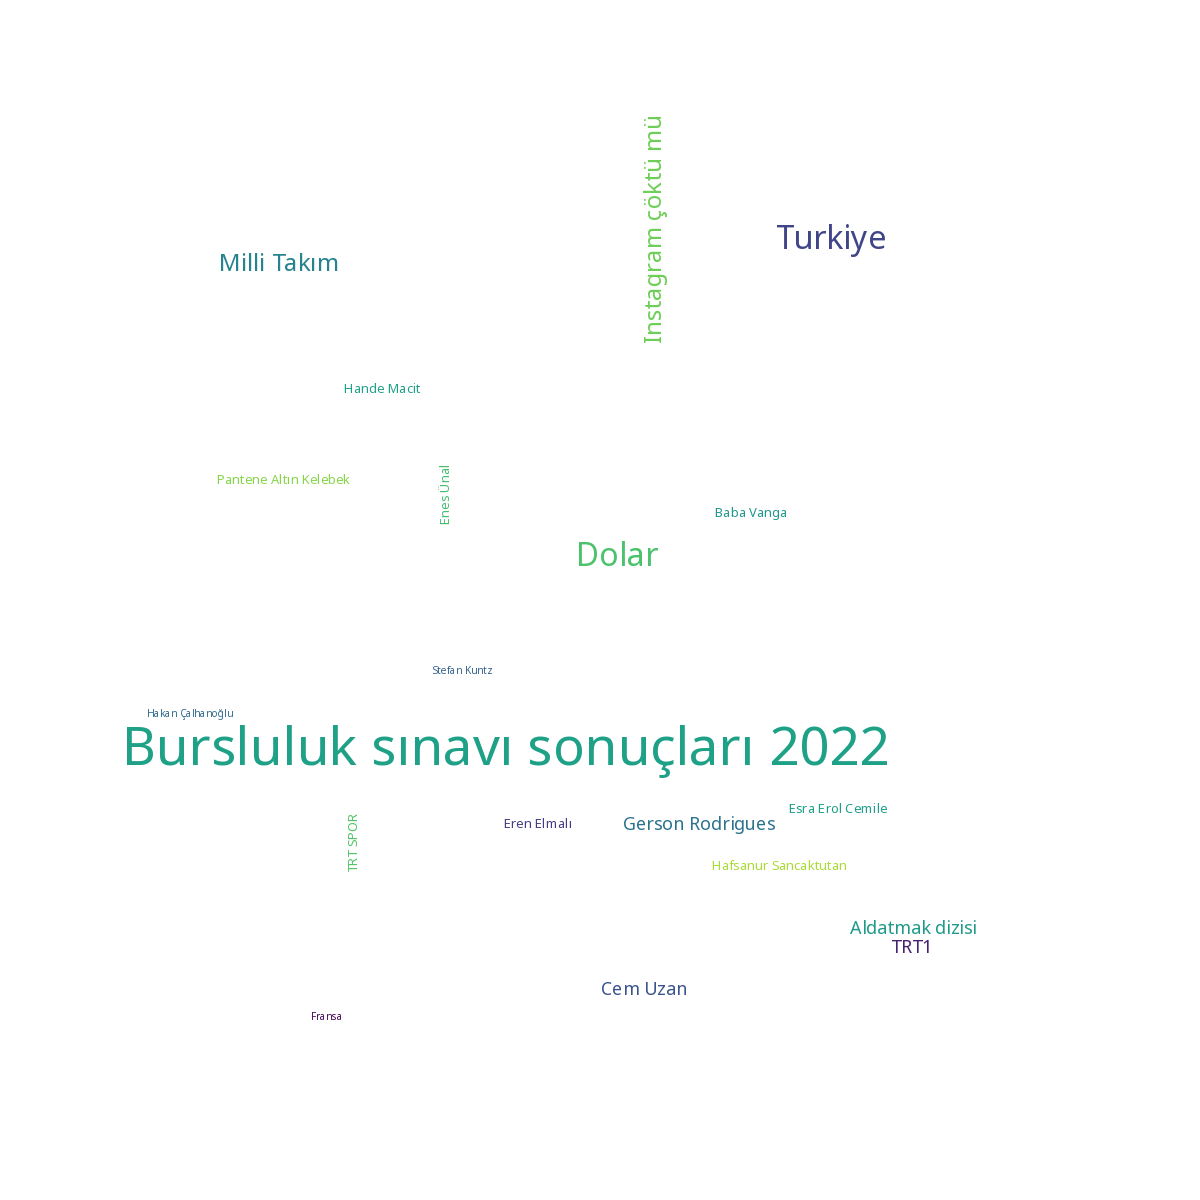 Instagram çöktü mü
Turkiye
Milli Takım
Hande Macit
Pantene Altın Kelebek
Enes Ünal
Baba Vanga
Dolar
Stefan Kuntz
Hakan Çalhanoğlu
Bursluluk sınavı sonuçları 2022
Esra Erol Cemile
TRT SPOR
Eren Elmalı
Gerson Rodrigues
Hafsanur Sancaktutan
Aldatmak dizisi
TRT1
Cem Uzan
Fransa